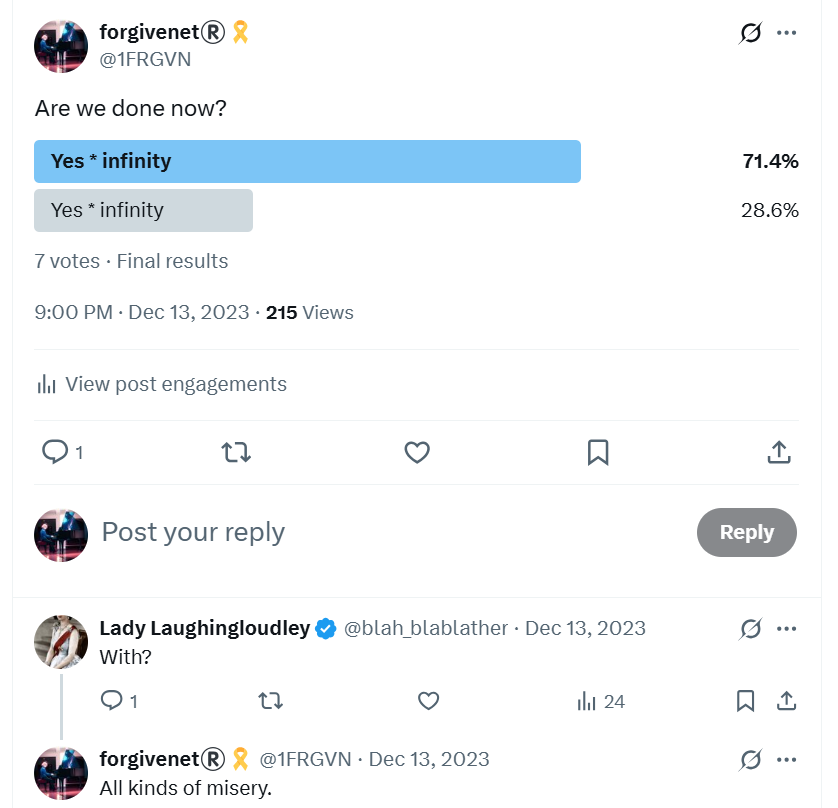 forgivenet®🎗️
@1FRGVN
Are we done now?
Yes * infinity 71.4%
Yes * infinity 28.6%
7 votes · Final results
9:00 PM · Dec 13, 2023 · 215 Views
View post engagements
1
Post your reply Reply
Lady Laughingloudley @blah_blablather · Dec 13, 2023
With?
1 24
forgivenet®🎗️ @1FRGVN · Dec 13, 2023
All kinds of misery.